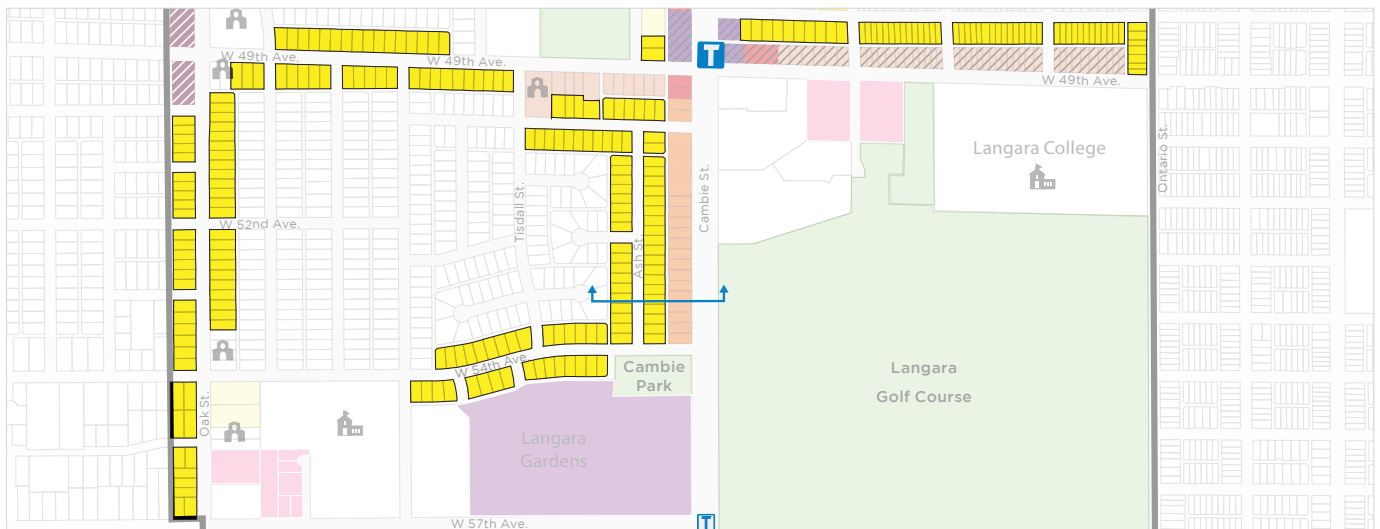 W 49th Ave.
W 49th Ave.
T
W 49th Ave.
Langara College
Ontario St.
Cambie St.
Tisdall St.
W 52nd Ave.
Ash St.
W 54th Ave.
Cambie
Park
Langara
Golf Course
Oak St.
Langara
Gardens
W 57th Ave.
T